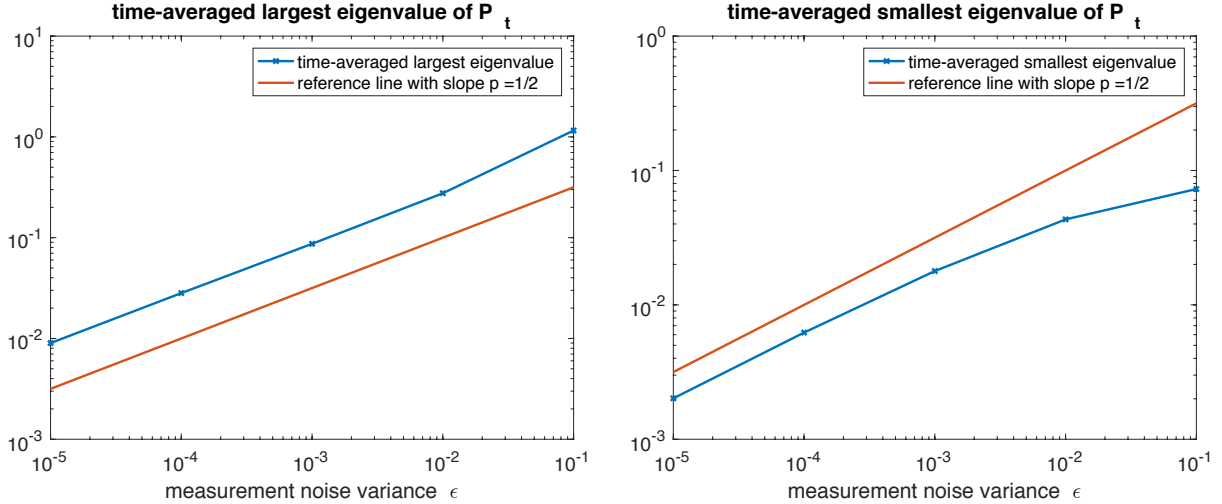 time-averaged largest eigenvalue of P_t
10^1
10^0
10^-1
10^-2
10^-3
time-averaged largest eigenvalue
reference line with slope p =1/2
10^-5
10^-4
10^-3
10^-2
10^-1
measurement noise variance ϵ
time-averaged smallest eigenvalue of P_t
10^0
10^-1
10^-2
10^-3
time-averaged smallest eigenvalue
reference line with slope p =1/2
10^-5
10^-4
10^-3
10^-2
10^-1
measurement noise variance ϵ